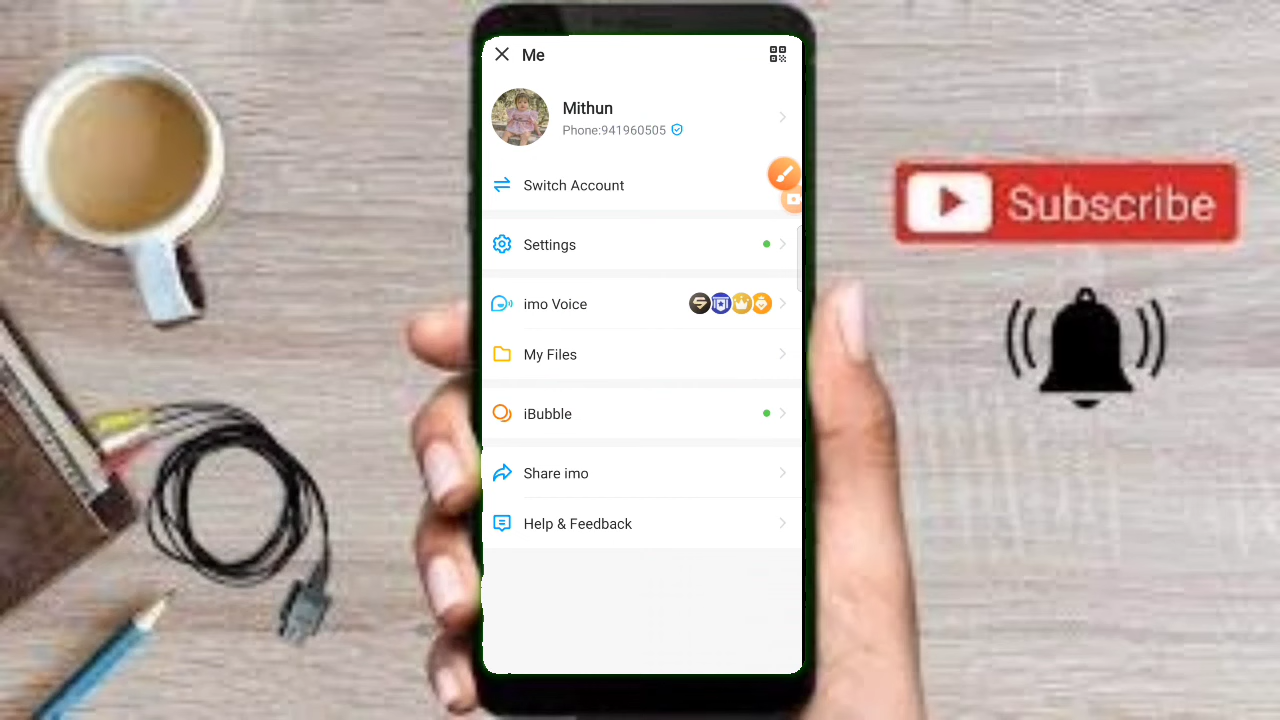 Me
Mithun
Phone:941960505
Switch Account
Settings
imo Voice
My Files
iBubble
Share imo
Help & Feedback
Subscribe